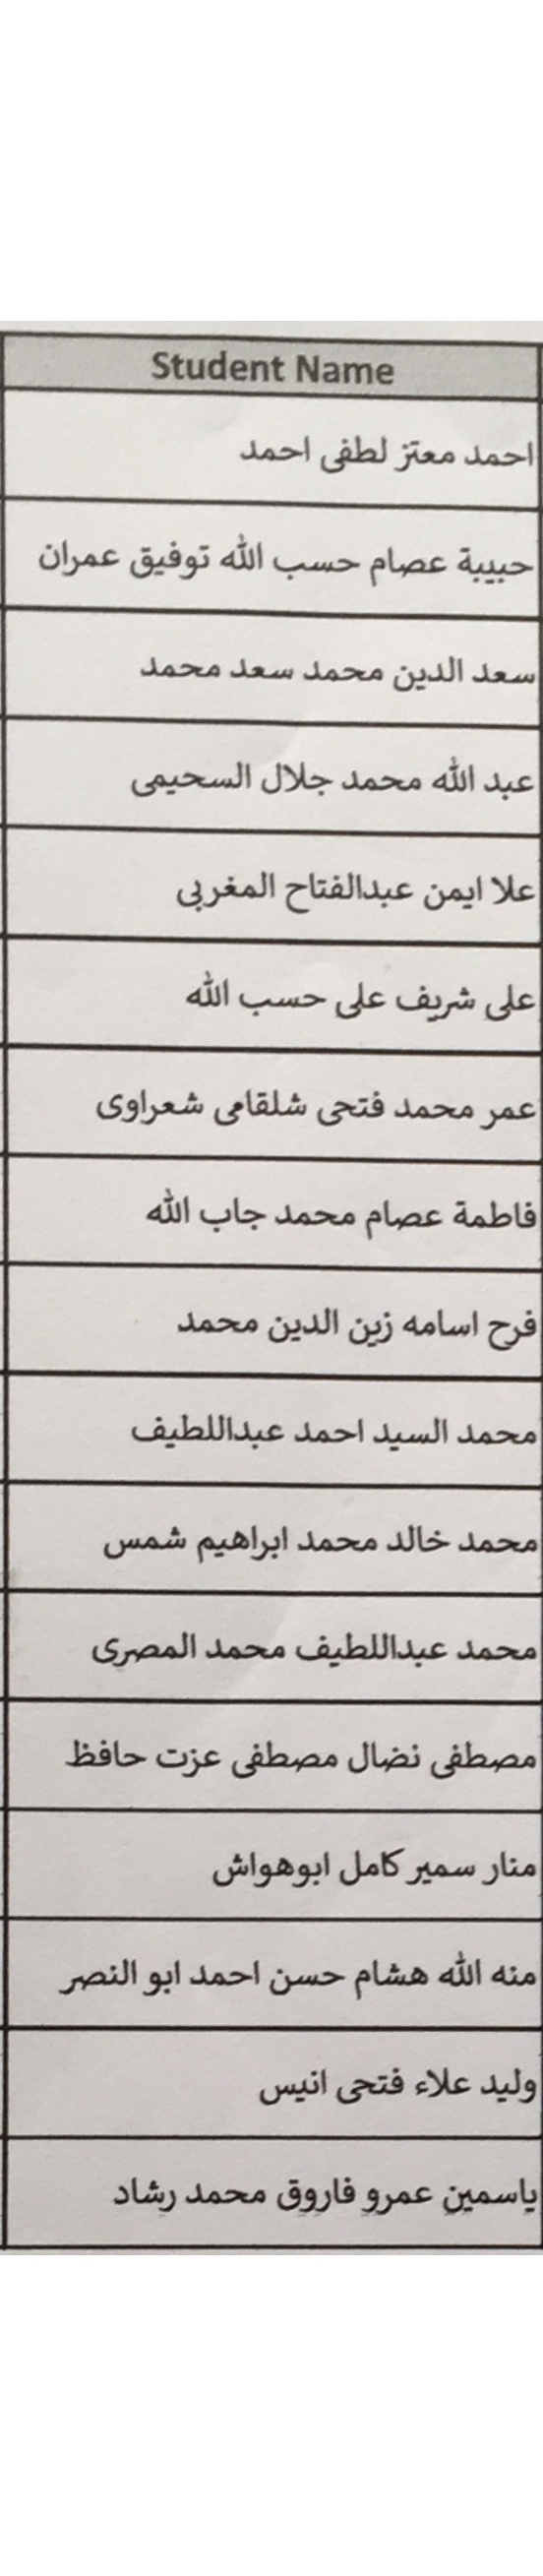 Student Name
احمد معتز لطفى احمد
حبيبة عصام حسب الله توفيق عمران
سعد الدين محمد سعد محمد
عبد الله محمد جلال السحيمى
علا ايمن عبدالفتاح المغربى
على شريف على حسب الله
عمر محمد فتحى شلقامى شعراوى
فاطمة عصام محمد جاب الله
فرح اسامه زين الدين محمد
محمد السيد احمد عبداللطيف
محمد خالد محمد ابراهيم شمس
محمد عبداللطيف محمد المصرى
مصطفى نضال مصطفى عزت حافظ
منار سمير كامل ابوهواش
منه الله هشام حسن احمد ابو النصر
وليد علاء فتحى انيس
ياسمين عمرو فاروق محمد رشاد